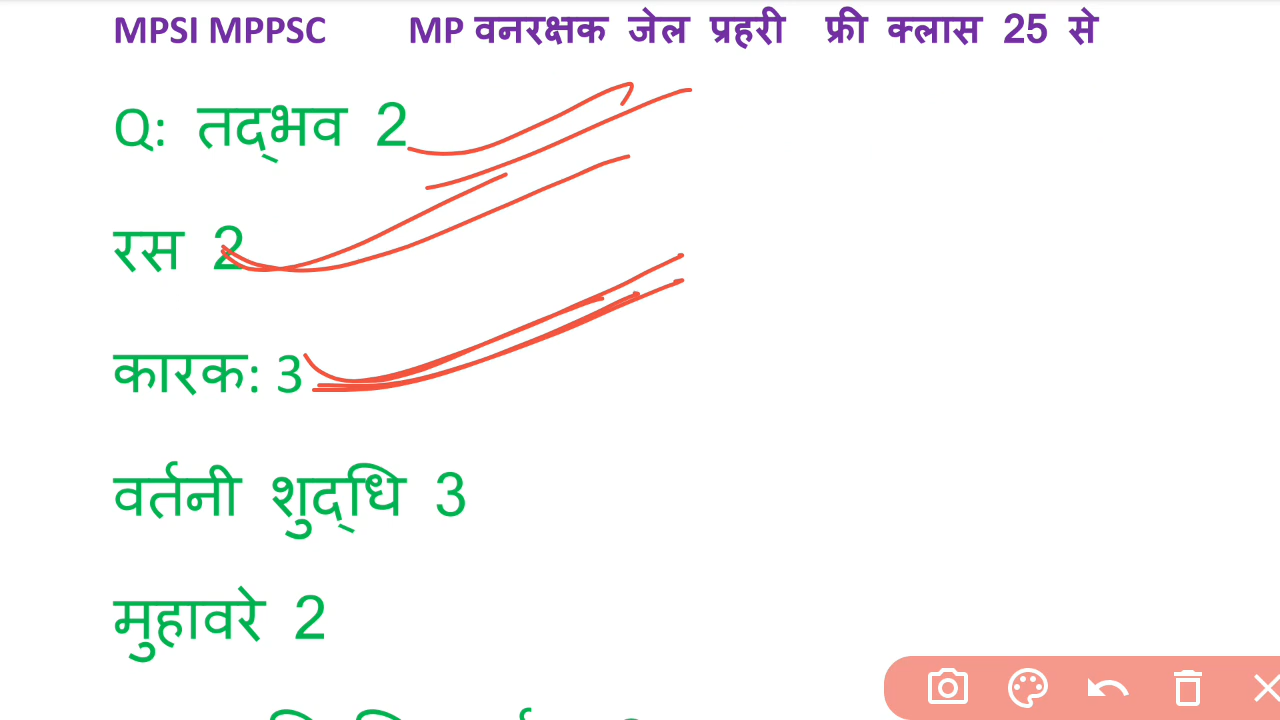 MPSI MPPSC MP वनरक्षक जेल प्रहरी फ्री क्लास 25 से
Q: तद्भव 2
रस 2
कारक: 3
वर्तनी शुद्धि 3
मुहावरे 2